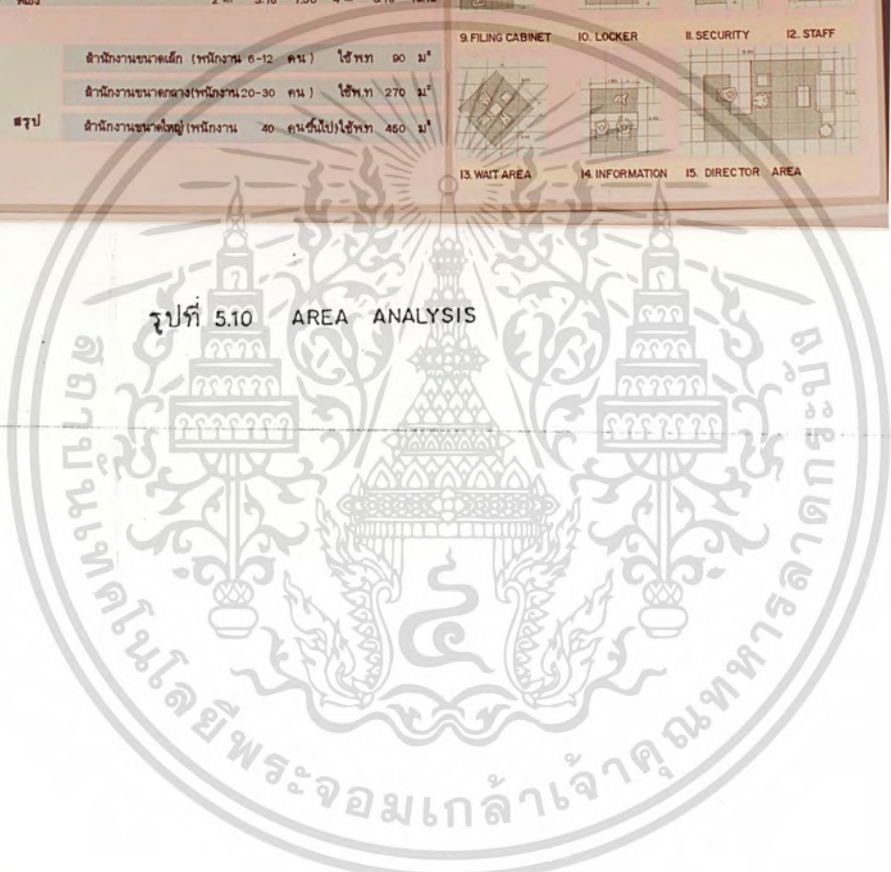 9. FILING CABINET 10. LOCKER 11. SECURITY 12. STAFF
สำนักงานขนาดเล็ก (พนักงาน 6-12 คน) ใช้พ.ท 90 ม²
สำนักงานขนาดกลาง(พนักงาน20-30 คน) ใช้พ.ท 270 ม²
สรุป สำนักงานขนาดใหญ่(พนักงาน 40 คนขึ้นไป)ใช้พ.ท 450 ม²
13. WAIT AREA 14. INFORMATION 15. DIRECTOR AREA
รูปที่ 5.10 AREA ANALYSIS
สถาบันเทคโนโลยีพระจอมเกล้าเจ้าคุณทหารลาดกระบัง